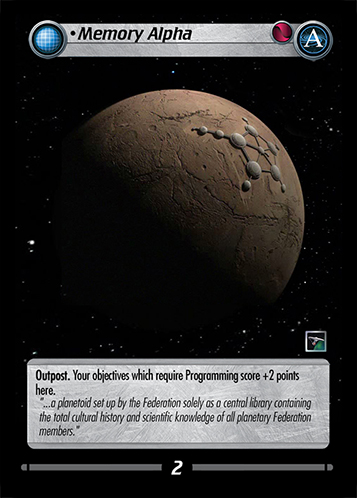 •Memory Alpha
A
Outpost. Your objectives which require Programming score +2 points
here.
"...a planetoid set up by the Federation solely as a central library containing
the total cultural history and scientific knowledge of all planetary Federation
members."
2